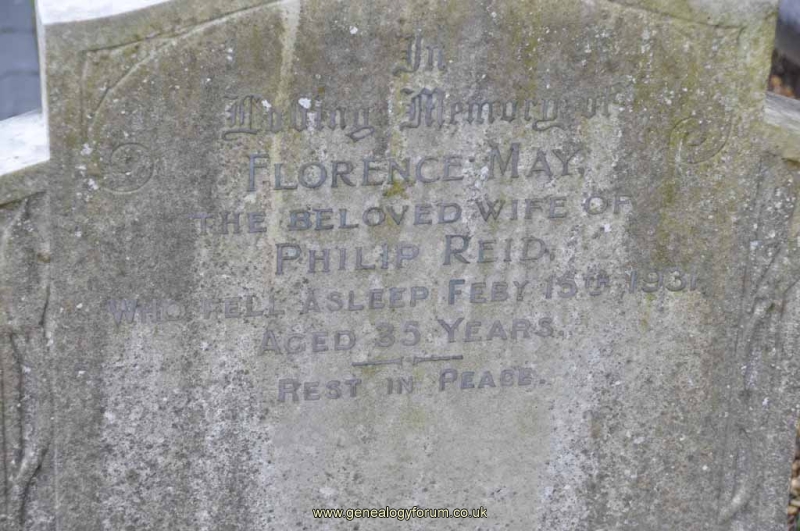 In
Loving Memory of
FLORENCE MAY,
THE BELOVED WIFE OF
PHILIP REID,
WHO FELL ASLEEP FEBY 15TH, 1931,
AGED 35 YEARS.
REST IN PEACE.
www.genealogyforum.co.uk